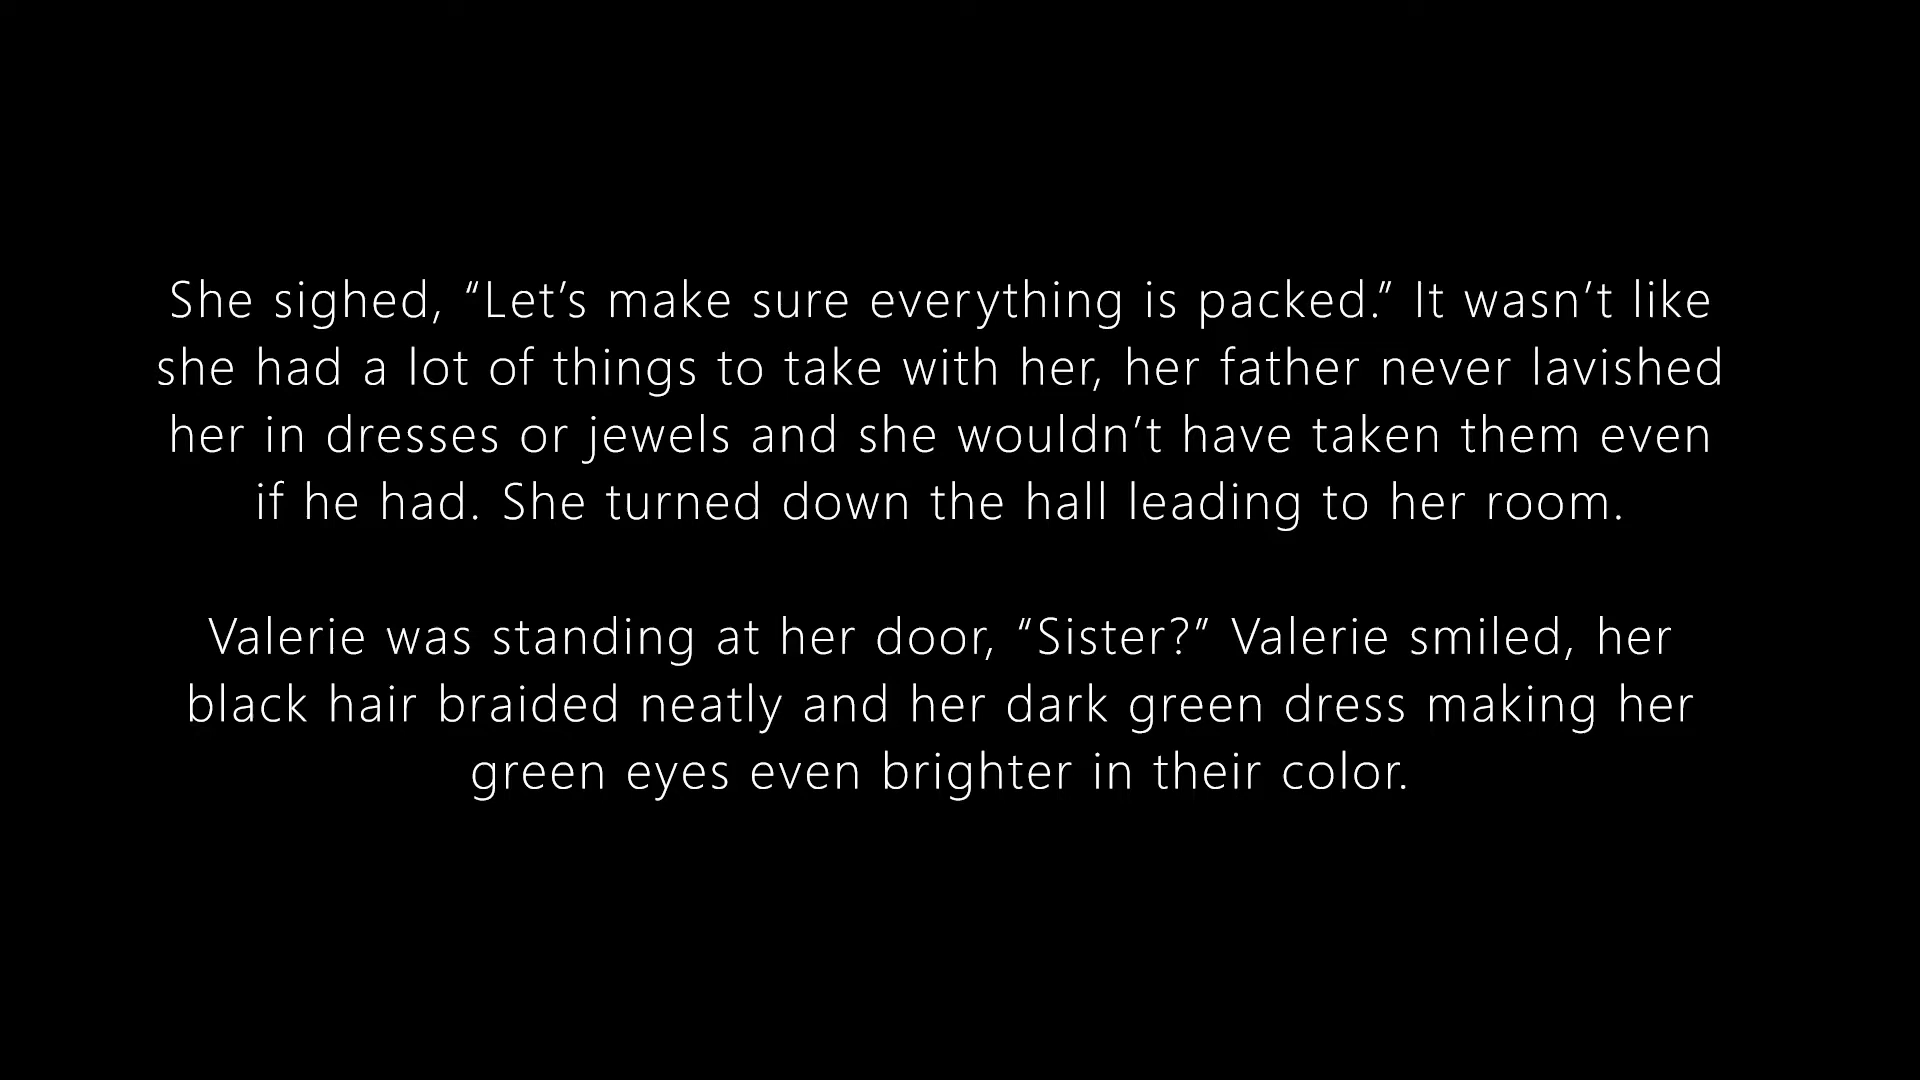 She sighed, “Let’s make sure everything is packed.” It wasn’t like
she had a lot of things to take with her, her father never lavished
her in dresses or jewels and she wouldn’t have taken them even
if he had. She turned down the hall leading to her room.
Valerie was standing at her door, “Sister?” Valerie smiled, her
black hair braided neatly and her dark green dress making her
green eyes even brighter in their color.